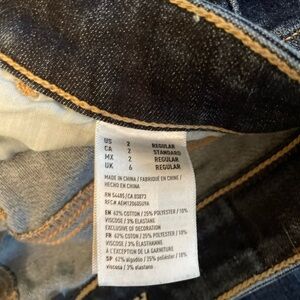 US 2 REGULAR
CA 2 STANDARD
MX 2 REGULAR
UK 6 REGULAR
MADE IN CHINA / FABRIQUÉ EN CHINE /
HECHO EN CHINA
RN 54485/CA 03873
EN 62% COTTON / 25% POLYESTER / 10%
VISCOSE / 3% ELASTANE
EXCLUSIVE OF DECORATION
FR 62% COTON / 25% POLYESTER / 10%
VISCOSE / 3% ÉLASTHANNE
À L'EXCEPTION DE LA GARNITURE
SP 62% algodón / 25% poliéster / 10%
viscosa / 3% elastano